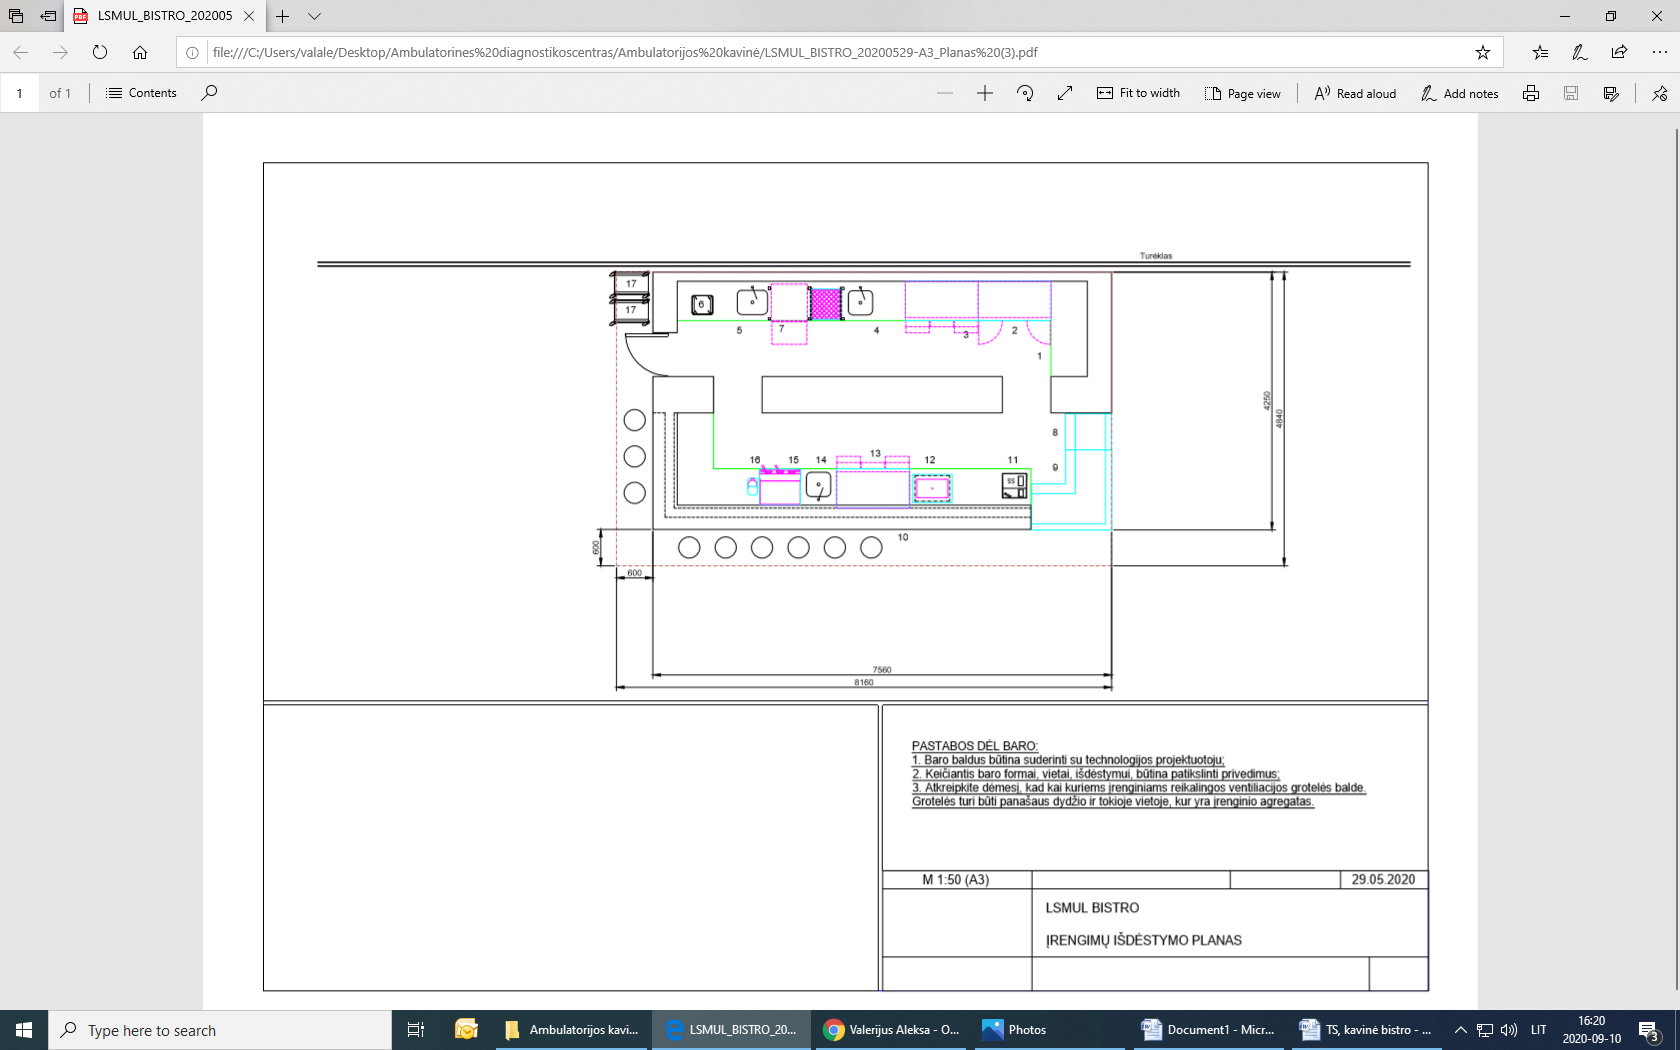 LSMUL_BISTRO_202005
file:///C:/Users/valale/Desktop/Ambulatorines%20diagnostikoscentras/Ambulatorijos%20kavinė/LSMUL_BISTRO_20200529-A3_Planas%20(3).pdf
1 of 1 Contents Fit to width Page view Read aloud Add notes
Turėklas
17
17
6
5 7 4 3 2
1
4250
4840
8
9
16 15 14 13 12 11
10
600
600
7560
8160
PASTABOS DĖL BARO:
1. Baro baldus būtina suderinti su technologijos projektuotoju;
2. Keičiantis baro formai, vietai, išdėstymui, būtina patikslinti privedimus;
3. Atkreipkite dėmesį, kad kai kuriems įrenginiams reikalingos ventiliacijos grotelės balde.
Grotelės turi būti panašaus dydžio ir tokioje vietoje, kur yra įrenginio agregatas.
M 1:50 (A3) 29.05.2020
LSMUL BISTRO
ĮRENGIMŲ IŠDĖSTYMO PLANAS
Type here to search
Ambulatorijos kavi...
LSMUL_BISTRO_20...
Valerijus Aleksa - O...
Photos
Document1 - Micr...
TS, kavinė bistro - ...
LIT
16:20
2020-09-10
3